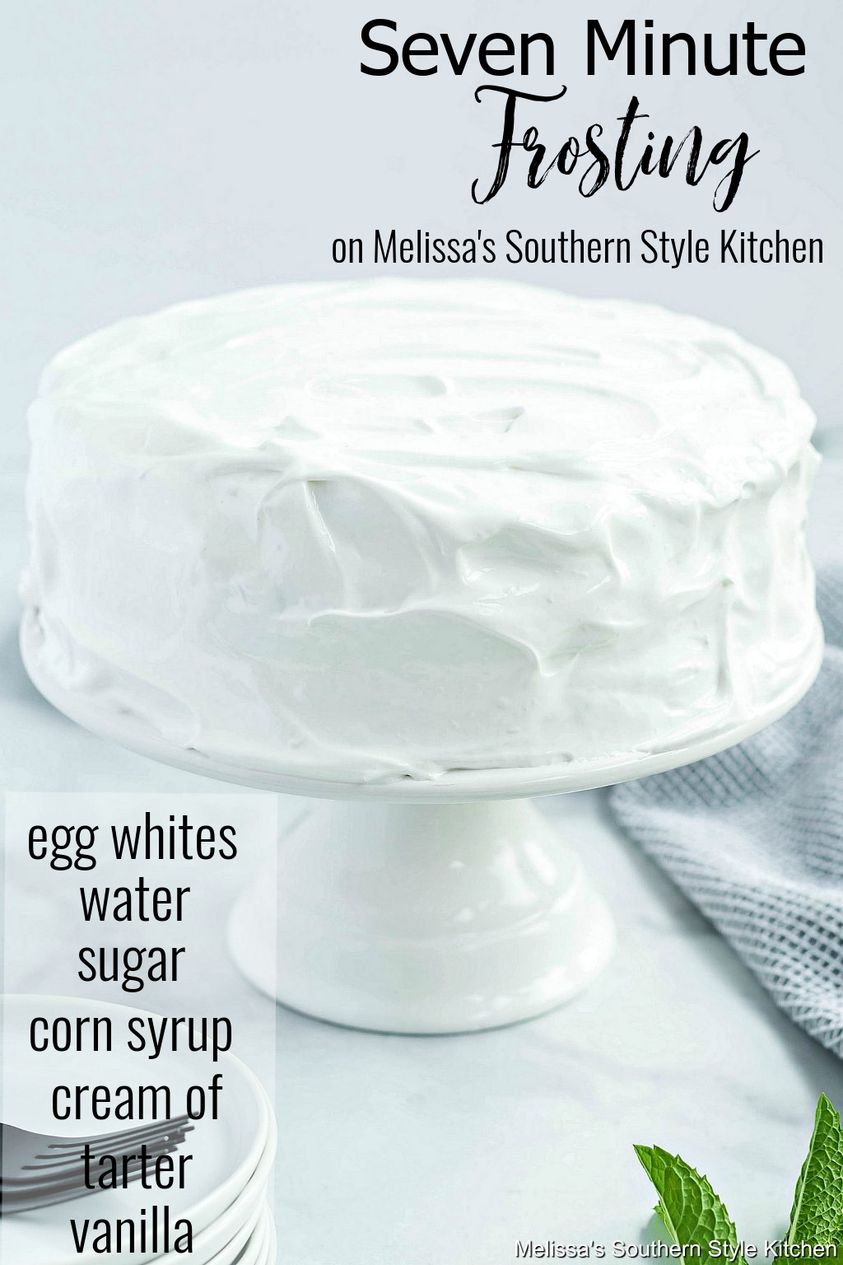 Seven Minute
Frosting
on Melissa's Southern Style Kitchen
egg whites
water
sugar
corn syrup
cream of
tarter
vanilla
Melissa's Southern Style Kitchen